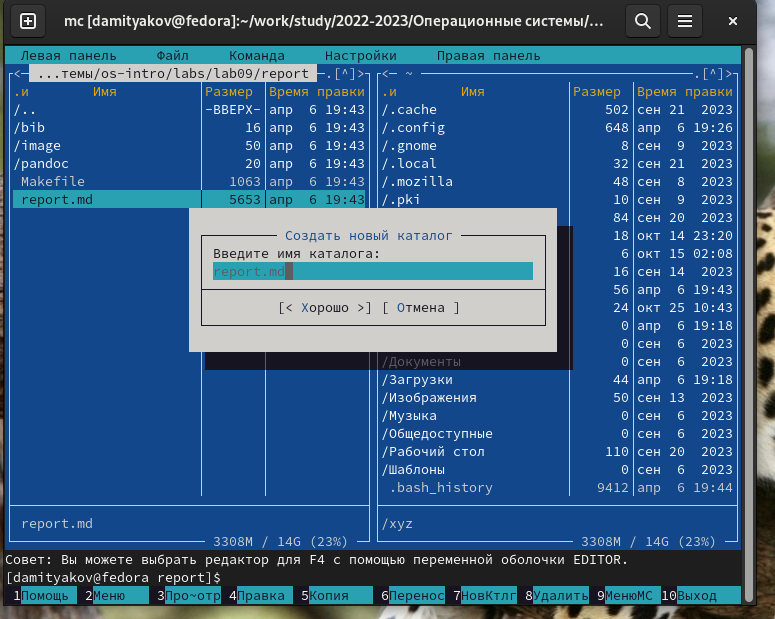 mc [damityakov@fedora]:~/work/study/2022-2023/Операционные системы/...
Левая панель Файл Команда Настройки Правая панель
<— ...темы/os-intro/labs/lab09/report —.[^]>
.и Имя Размер Время правки
/.. -ВВЕРХ- апр 6 19:43
/bib 16 апр 6 19:43
/image 50 апр 6 19:43
/pandoc 20 апр 6 19:43
Makefile 1063 апр 6 19:43
report.md 5653 апр 6 19:43
report.md
3308M / 14G (23%)
<— ~ —.[^]>
.и Имя Размер Время правки
/.cache 502 сен 21 2023
/.config 648 апр 6 19:26
/.gnome 8 сен 9 2023
/.local 32 сен 21 2023
/.mozilla 48 сен 8 2023
/.pki 10 сен 9 2023
84 сен 20 2023
18 окт 14 23:20
6 окт 15 02:08
16 сен 14 2023
56 апр 6 19:43
24 окт 25 10:43
0 апр 6 19:18
0 сен 6 2023
/Документы 0 сен 6 2023
/Загрузки 44 апр 6 19:18
/Изображения 50 сен 13 2023
/Музыка 0 сен 6 2023
/Общедоступные 0 сен 6 2023
/Рабочий стол 110 сен 20 2023
/Шаблоны 0 сен 6 2023
.bash_history 9412 апр 6 19:44
/xyz
3308M / 14G (23%)
Создать новый каталог
Введите имя каталога:
report.md
[< Хорошо >] [ Отмена ]
Совет: Вы можете выбрать редактор для F4 с помощью переменной оболочки EDITOR.
[damityakov@fedora report]$
1Помощь 2Меню 3Про~отр 4Правка 5Копия 6Перенос 7НовКтлг 8Удалить 9МенюМС 10Выход